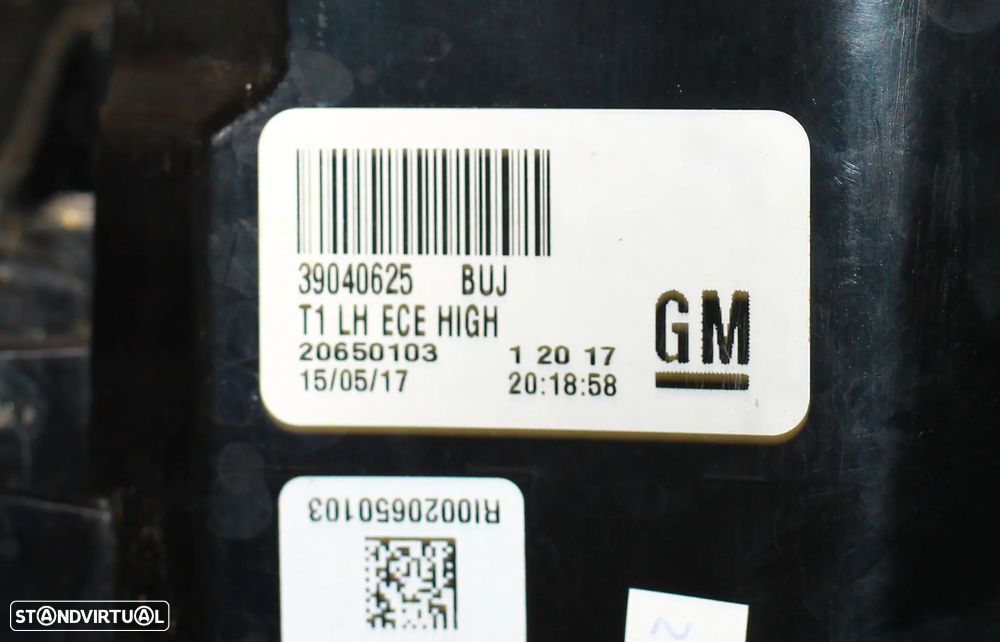 39040625 BUJ
T1 LH ECE HIGH
20650103 1 20 17
15/05/17 20:18:58
GM
RI0020650103
2
STANDVIRTUAL